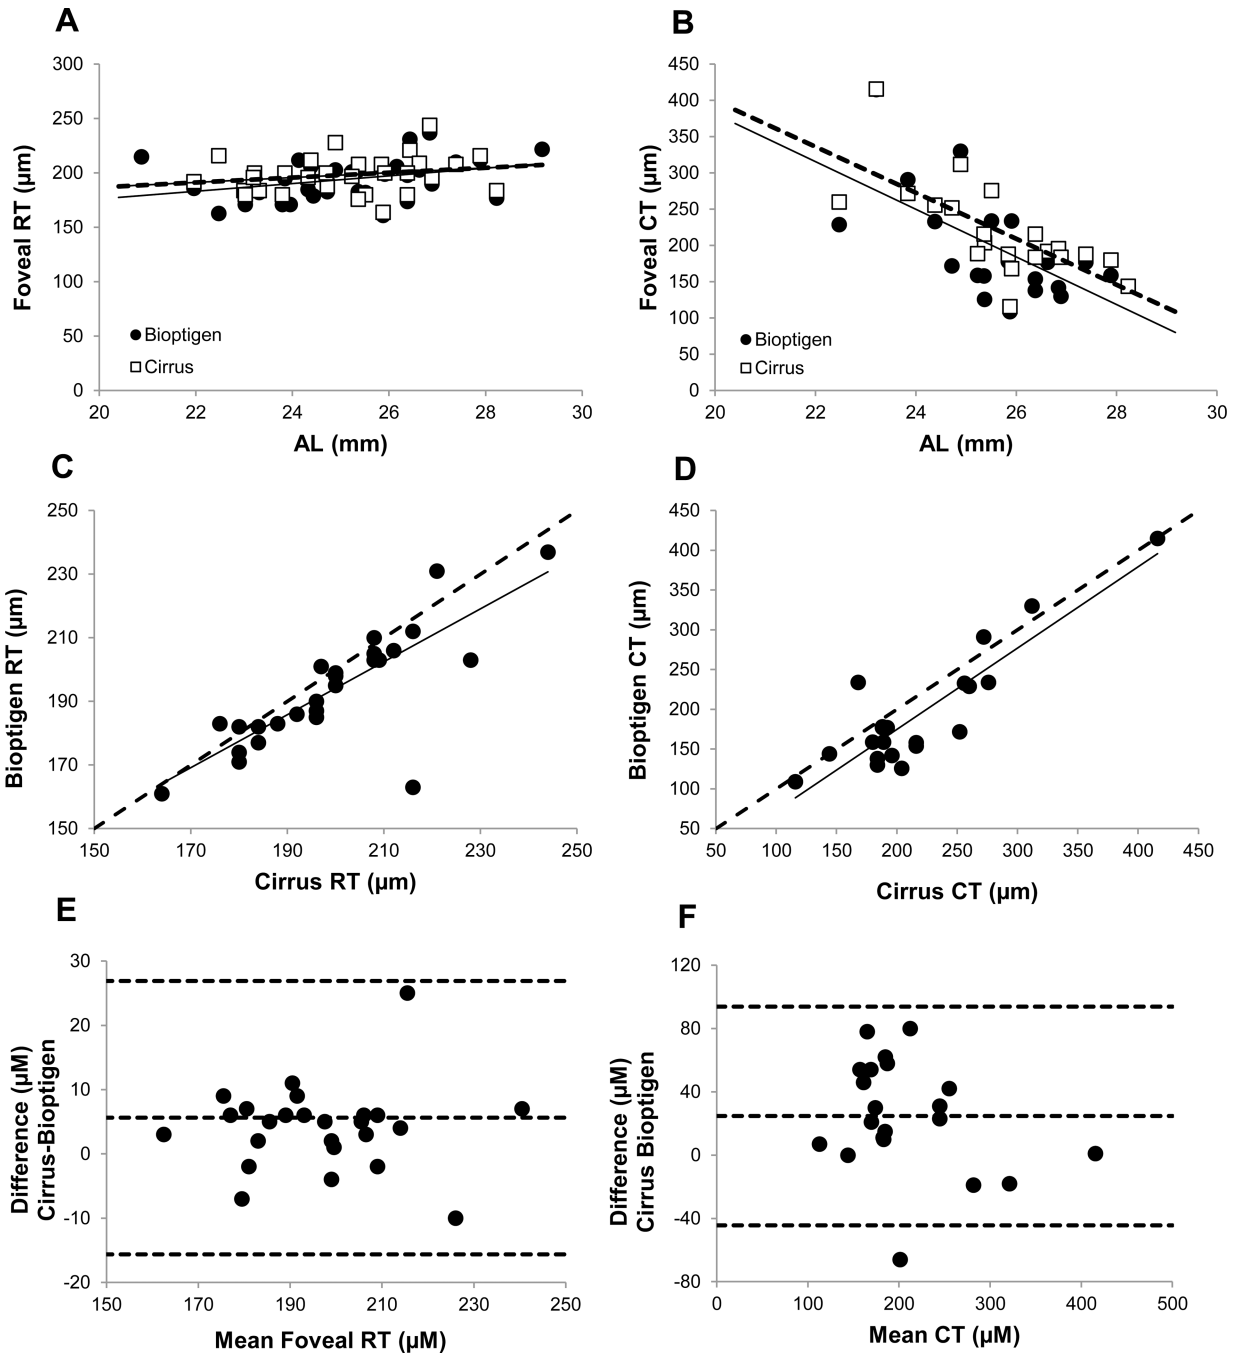 A
300
250
200
150
100
50
0
Foveal RT (μm)
Bioptigen
Cirrus
20 22 24 26 28 30
AL (mm)
B
450
400
350
300
250
200
150
100
50
0
Foveal CT (μm)
Bioptigen
Cirrus
20 22 24 26 28 30
AL (mm)
C
250
230
210
190
170
150
Bioptigen RT (μm)
150 170 190 210 230 250
Cirrus RT (μm)
D
450
400
350
300
250
200
150
100
50
Bioptigen CT (μm)
50 100 150 200 250 300 350 400 450
Cirrus CT (μm)
E
30
20
10
0
-10
-20
Difference (μM)
Cirrus-Bioptigen
150 170 190 210 230 250
Mean Foveal RT (μM)
F
120
80
40
0
-40
-80
Difference (μM)
Cirrus Bioptigen
0 100 200 300 400 500
Mean CT (μM)